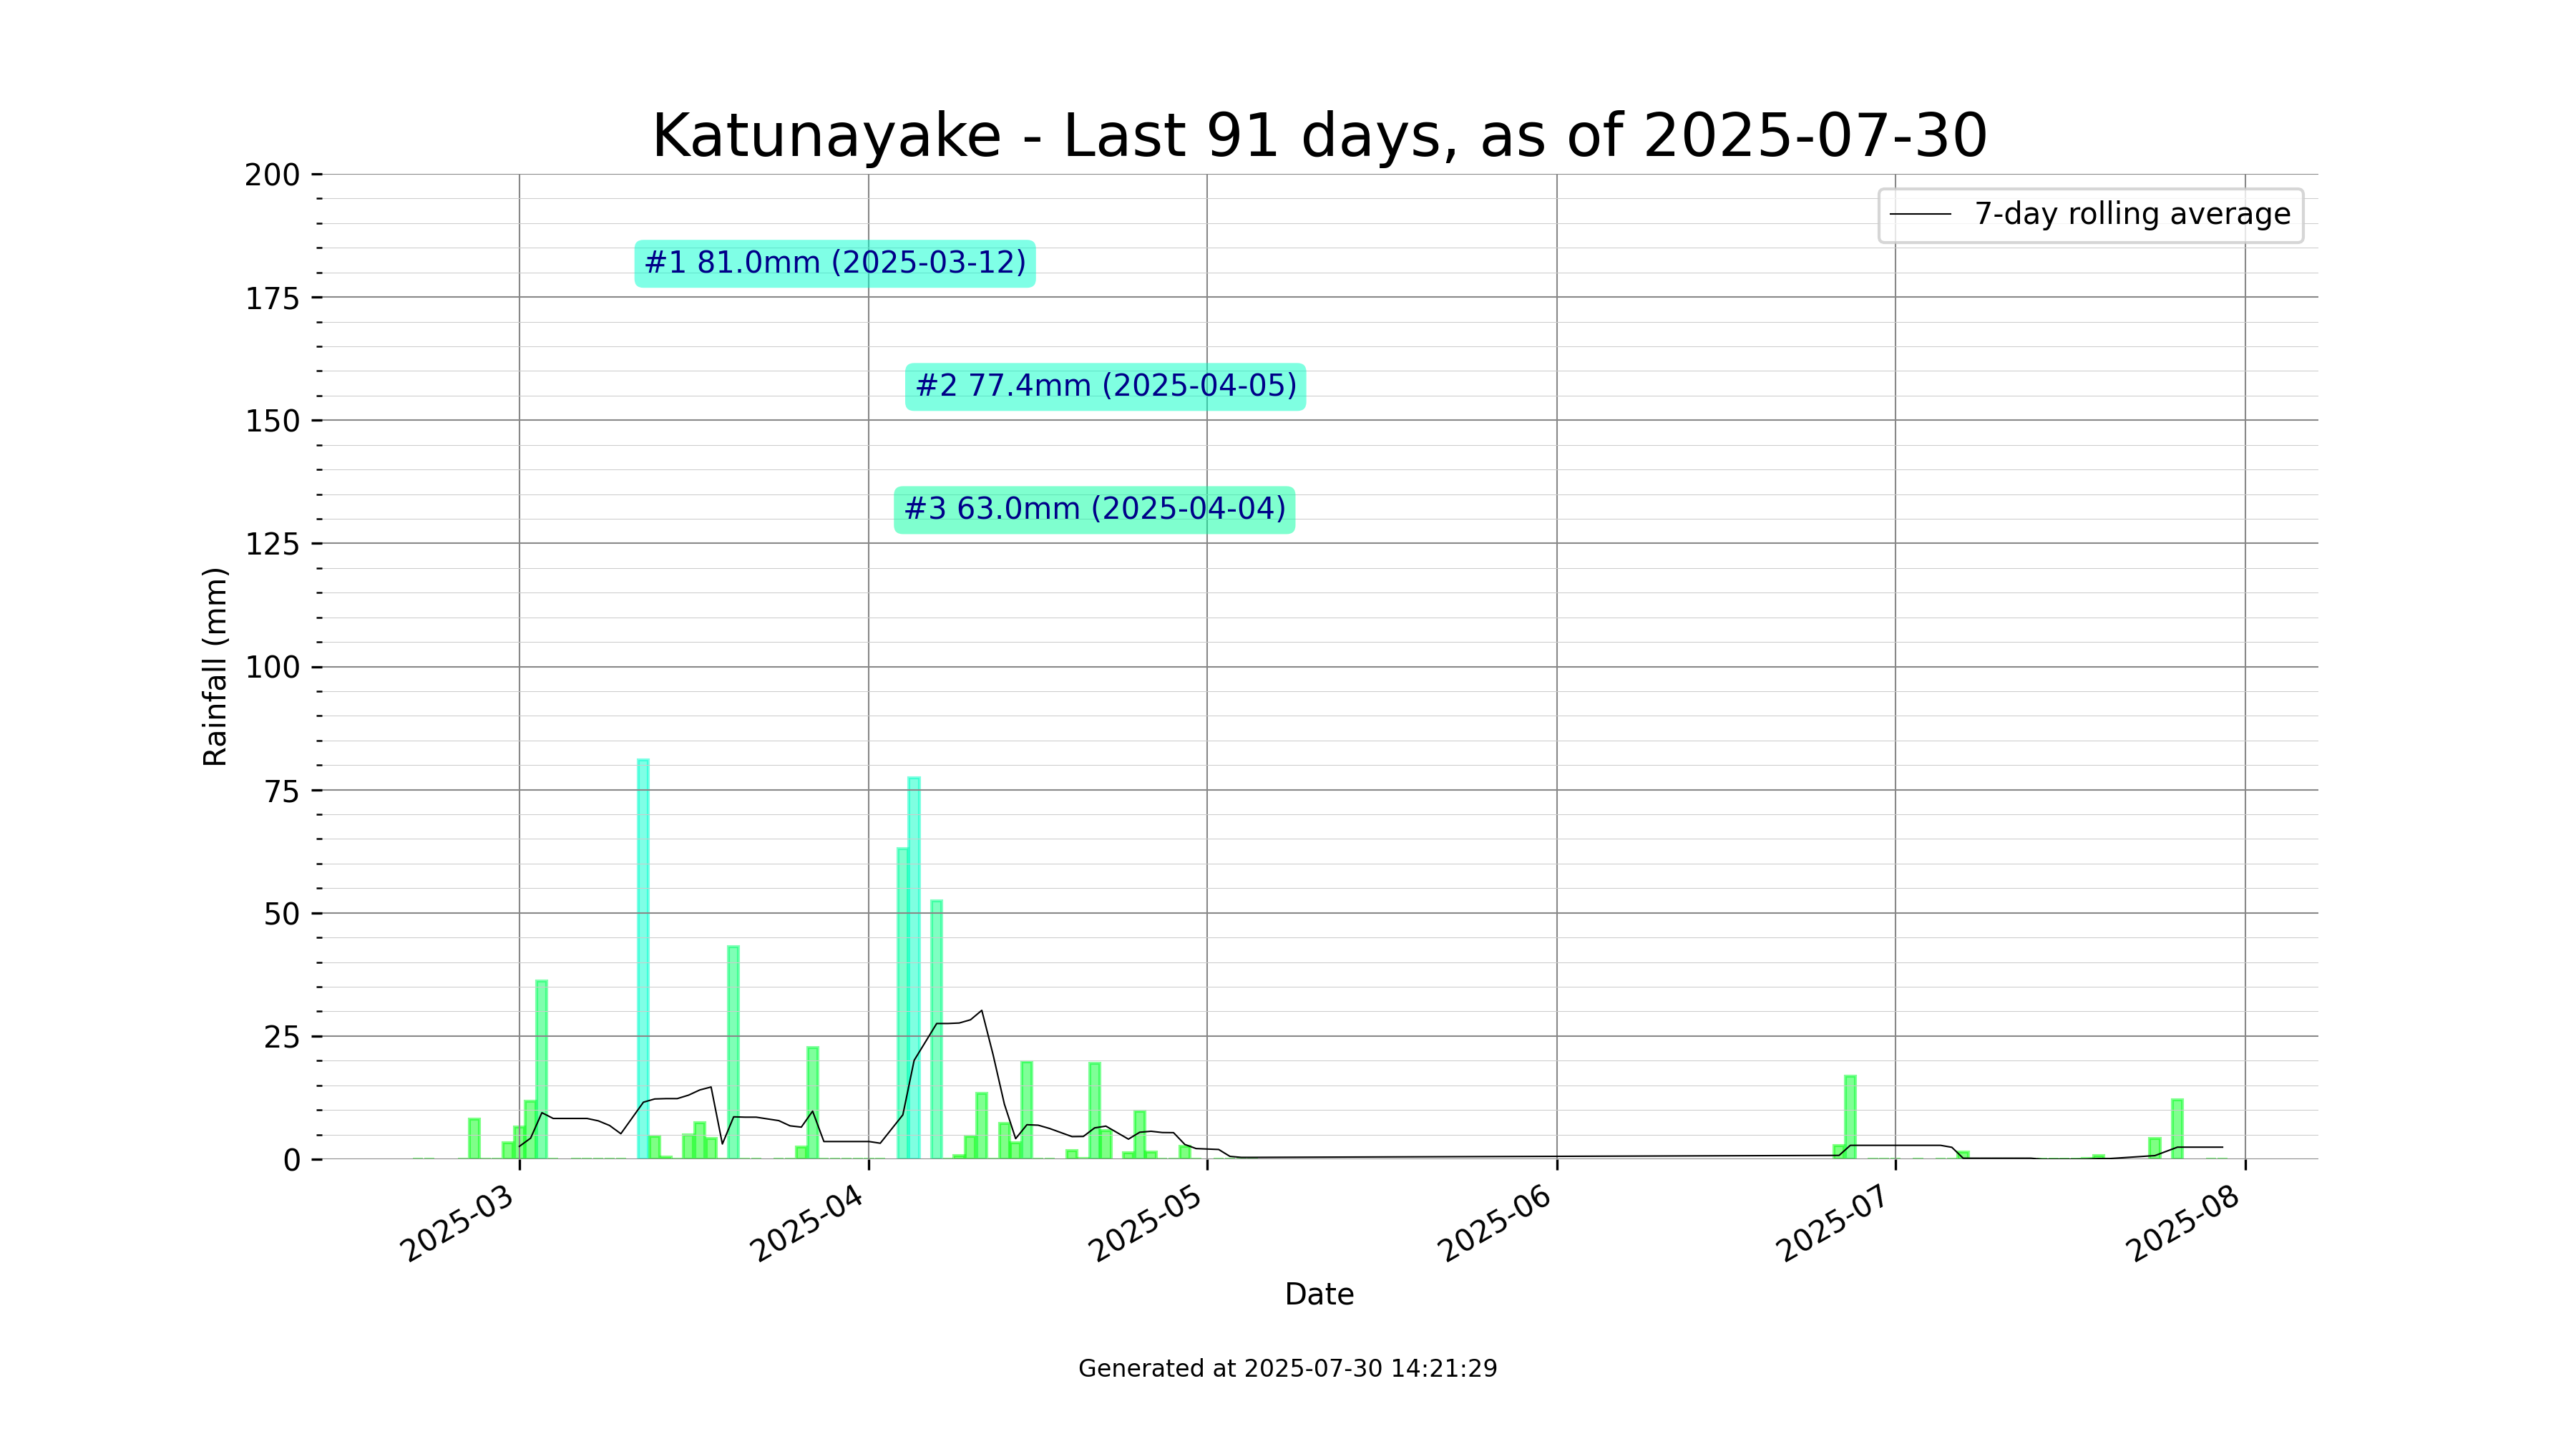 Katunayake - Last 91 days, as of 2025-07-30
7-day rolling average
#1 81.0mm (2025-03-12)
#2 77.4mm (2025-04-05)
#3 63.0mm (2025-04-04)
Rainfall (mm)
200
175
150
125
100
75
50
25
0
2025-03
2025-04
2025-05
2025-06
2025-07
2025-08
Date
Generated at 2025-07-30 14:21:29